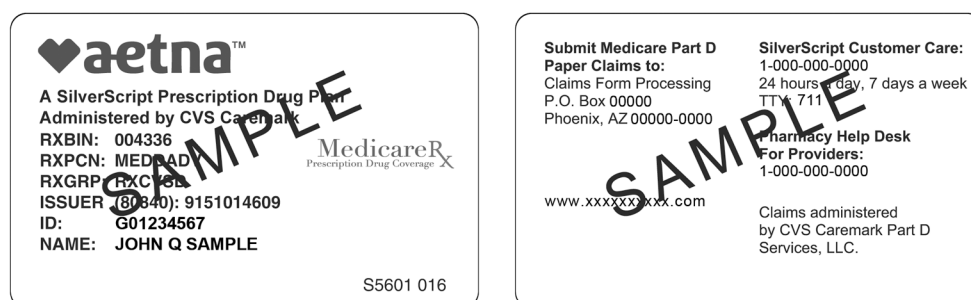 aetna™
A SilverScript Prescription Drug Plan
Administered by CVS Caremark
RXBIN: 004336
RXPCN: MEDDADV
RXGRP: RXCVSD
ISSUER (80840): 9151014609
ID: G01234567
NAME: JOHN Q SAMPLE
MedicareRx
Prescription Drug Coverage
S5601 016
SAMPLE
Submit Medicare Part D
Paper Claims to:
Claims Form Processing
P.O. Box 00000
Phoenix, AZ 00000-0000
www.xxxxxxxxxx.com
SilverScript Customer Care:
1-000-000-0000
24 hours a day, 7 days a week
TTY: 711
Pharmacy Help Desk
For Providers:
1-000-000-0000
Claims administered
by CVS Caremark Part D
Services, LLC.
SAMPLE